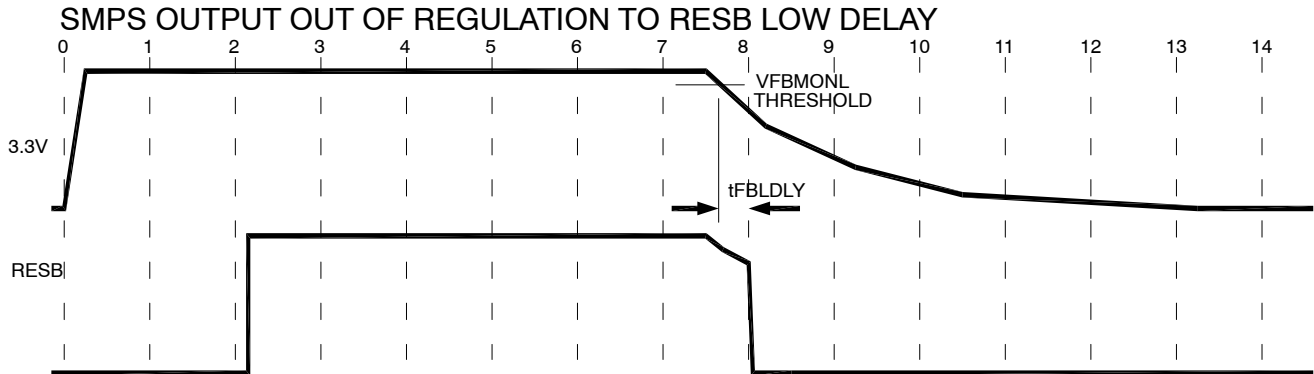 SMPS OUTPUT OUT OF REGULATION TO RESB LOW DELAY
0 1 2 3 4 5 6 7 8 9 10 11 12 13 14
VFBMONL
THRESHOLD
3.3V
tFBLDLY
RESB